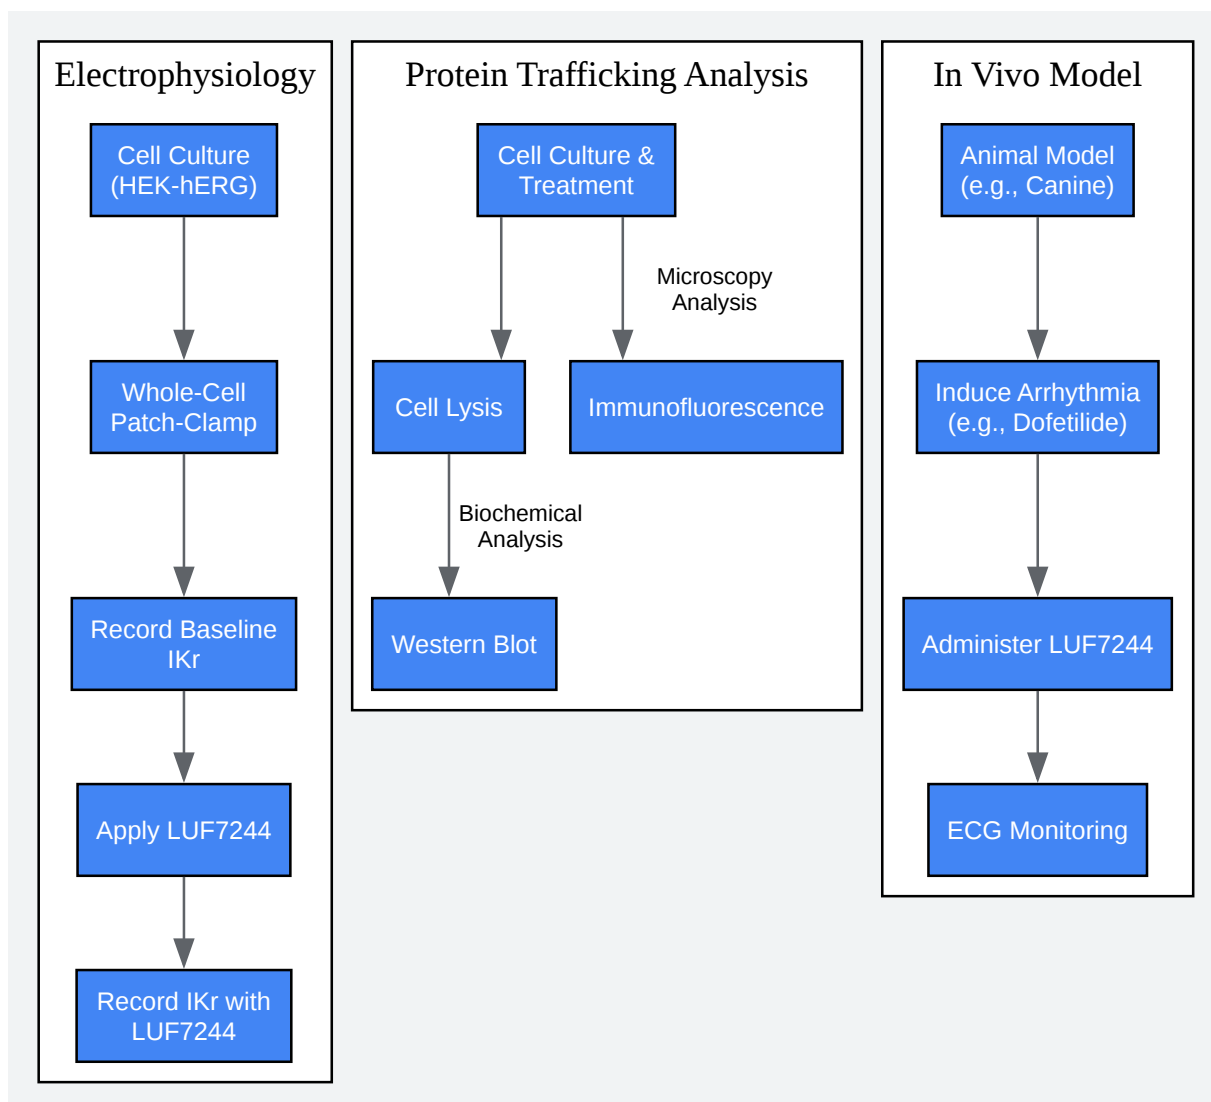 Electrophysiology
Cell Culture
(HEK-hERG)
Whole-Cell
Patch-Clamp
Record Baseline
IKr
Apply LUF7244
Record IKr with
LUF7244
Protein Trafficking Analysis
Cell Culture &
Treatment
Microscopy
Analysis
Cell Lysis
Immunofluorescence
Biochemical
Analysis
Western Blot
In Vivo Model
Animal Model
(e.g., Canine)
Induce Arrhythmia
(e.g., Dofetilide)
Administer LUF7244
ECG Monitoring